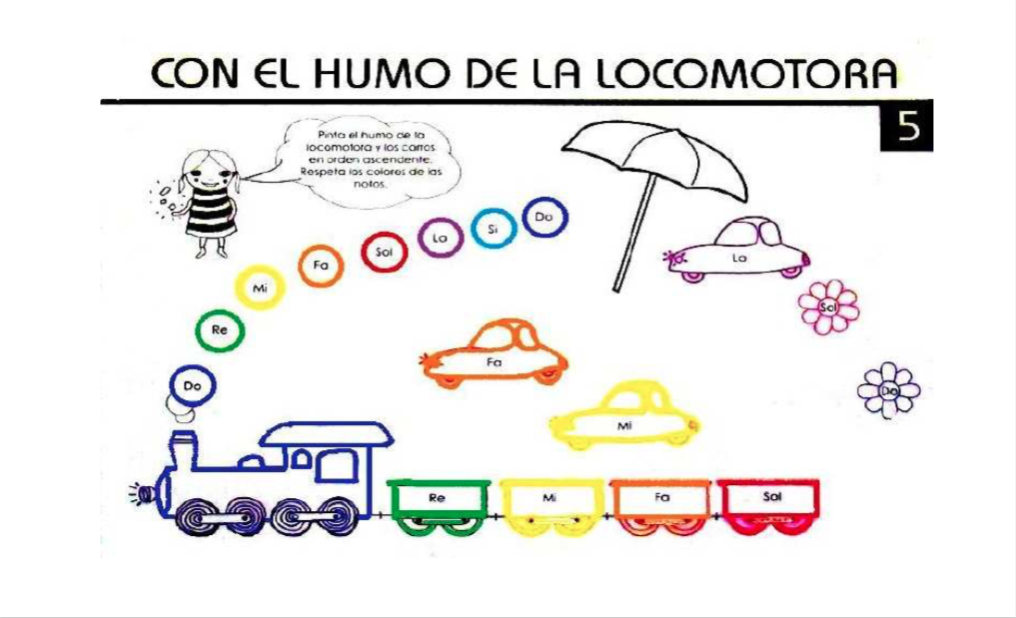 CON EL HUMO DE LA LOCOMOTORA
5
Pinta el humo de la
locomotora y los carros
en orden ascendente.
Respeta los colores de las
notas.
Do
Re
Mi
Fa
Sol
La
Si
Do
La
Sol
Fa
Do
Mi
Re
Mi
Fa
Sol